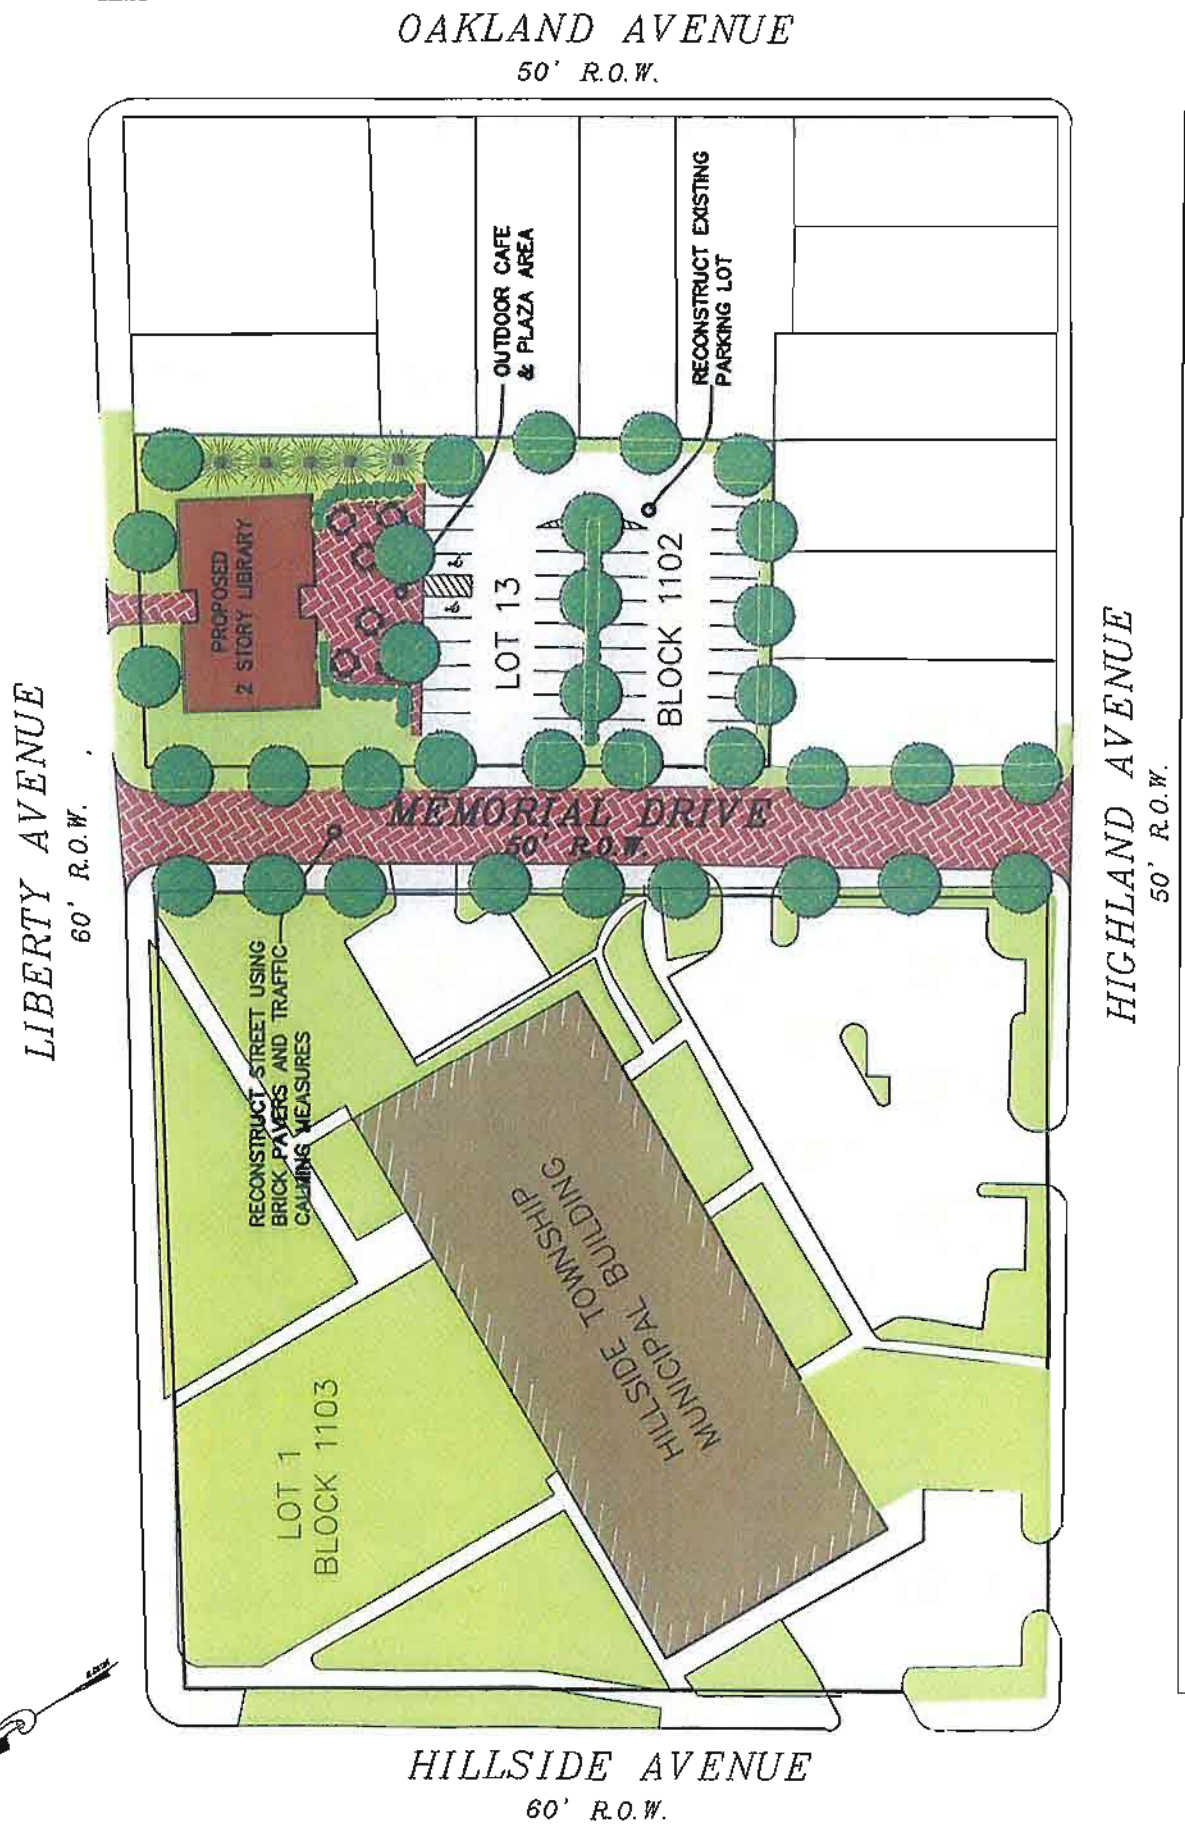 OAKLAND AVENUE
50' R.O.W.
OUTDOOR CAFE
& PLAZA AREA
RECONSTRUCT EXISTING
PARKING LOT
PROPOSED
2 STORY LIBRARY
LOT 13
BLOCK 1102
LIBERTY AVENUE
60' R.O.W.
MEMORIAL DRIVE
50' R.O.W.
HIGHLAND AVENUE
50' R.O.W.
RECONSTRUCT STREET USING
BRICK PAVERS AND TRAFFIC
CALMING MEASURES
HILLSIDE TOWNSHIP
MUNICIPAL BUILDING
LOT 1
BLOCK 1103
HILLSIDE AVENUE
60' R.O.W.